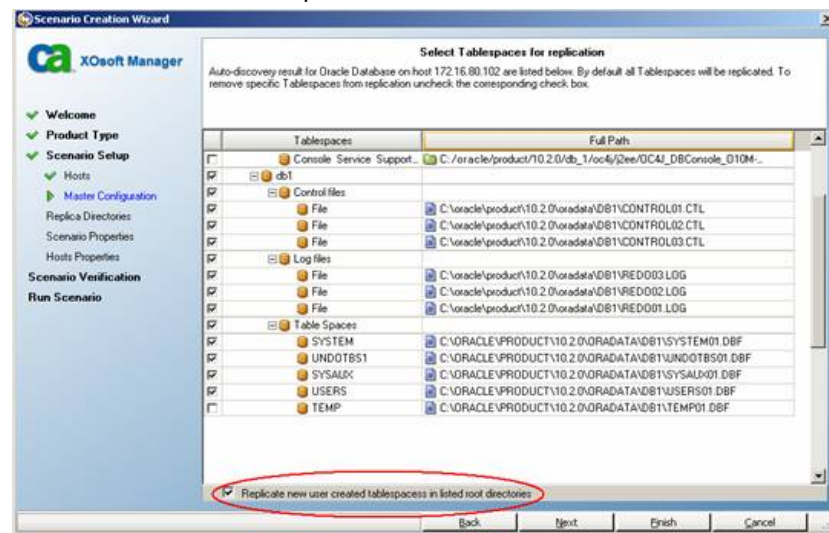 Scenario Creation Wizard
ca XOsoft Manager
Welcome
Product Type
Scenario Setup
Hosts
Master Configuration
Replica Directories
Scenario Properties
Hosts Properties
Scenario Verification
Run Scenario
Select Tablespaces for replication
Auto-discovery result for Oracle Database on host 172.16.80.102 are listed below. By default all Tablespaces will be replicated. To
remove specific Tablespaces from replication uncheck the corresponding check box.
Tablespaces Full Path
Console Service Support... C:/oracle/product/10.2.0/db_1/oc4j/j2ee/OC4J_DBConsole_O10M-...
db1
Control files
File C:\oracle\product\10.2.0\oradata\DB1\CONTROL01.CTL
File C:\oracle\product\10.2.0\oradata\DB1\CONTROL02.CTL
File C:\oracle\product\10.2.0\oradata\DB1\CONTROL03.CTL
Log files
File C:\oracle\product\10.2.0\oradata\DB1\REDO03.LOG
File C:\oracle\product\10.2.0\oradata\DB1\REDO02.LOG
File C:\oracle\product\10.2.0\oradata\DB1\REDO01.LOG
Table Spaces
SYSTEM C:\ORACLE\PRODUCT\10.2.0\ORADATA\DB1\SYSTEM01.DBF
UNDOTBS1 C:\ORACLE\PRODUCT\10.2.0\ORADATA\DB1\UNDOTBS01.DBF
SYSAUX C:\ORACLE\PRODUCT\10.2.0\ORADATA\DB1\SYSAUX01.DBF
USERS C:\ORACLE\PRODUCT\10.2.0\ORADATA\DB1\USERS01.DBF
TEMP C:\ORACLE\PRODUCT\10.2.0\ORADATA\DB1\TEMP01.DBF
Replicate new user created tablespacess in listed root directories
Back Next Finish Cancel